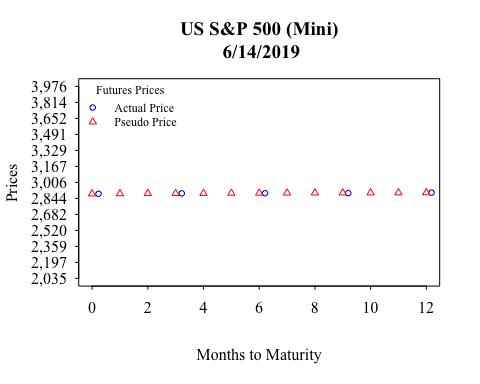 US S&P 500 (Mini)
6/14/2019
Futures Prices
Actual Price
Pseudo Price
Prices
3,976
3,814
3,652
3,491
3,329
3,167
3,006
2,844
2,682
2,520
2,359
2,197
2,035
0 2 4 6 8 10 12
Months to Maturity